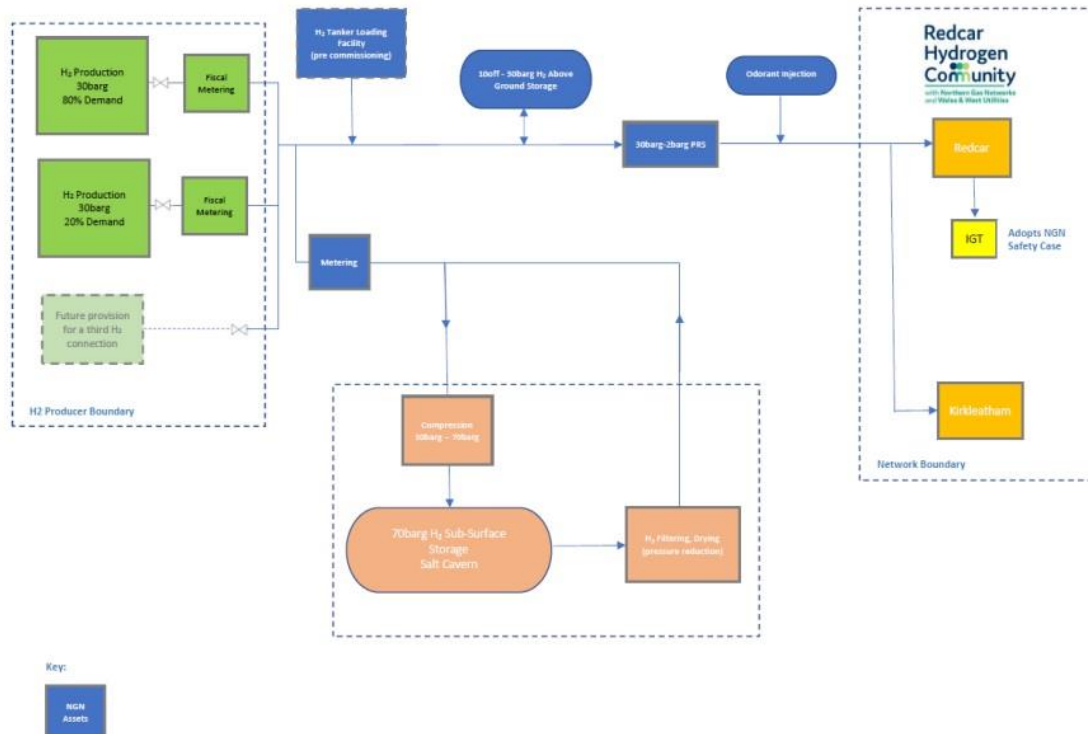 H₂ Production
30barg
80% Demand
Fiscal
Metering
H₂ Tanker Loading
Facility
(pre commissioning)
10off - 50barg H₂ Above
Ground Storage
Odorant Injection
Redcar
Hydrogen
Community
with Northern Gas Networks
and Wales & West Utilities
30barg-2barg PRS
Redcar
H₂ Production
30barg
20% Demand
Fiscal
Metering
IGT
Adopts NGN
Safety Case
Metering
Future provision
for a third H₂
connection
H2 Producer Boundary
Compression
30barg – 70barg
Kirkleatham
Network Boundary
70barg H₂ Sub-Surface
Storage
Salt Cavern
H₂ Filtering, Drying
(pressure reduction)
Key:
NGN
Assets